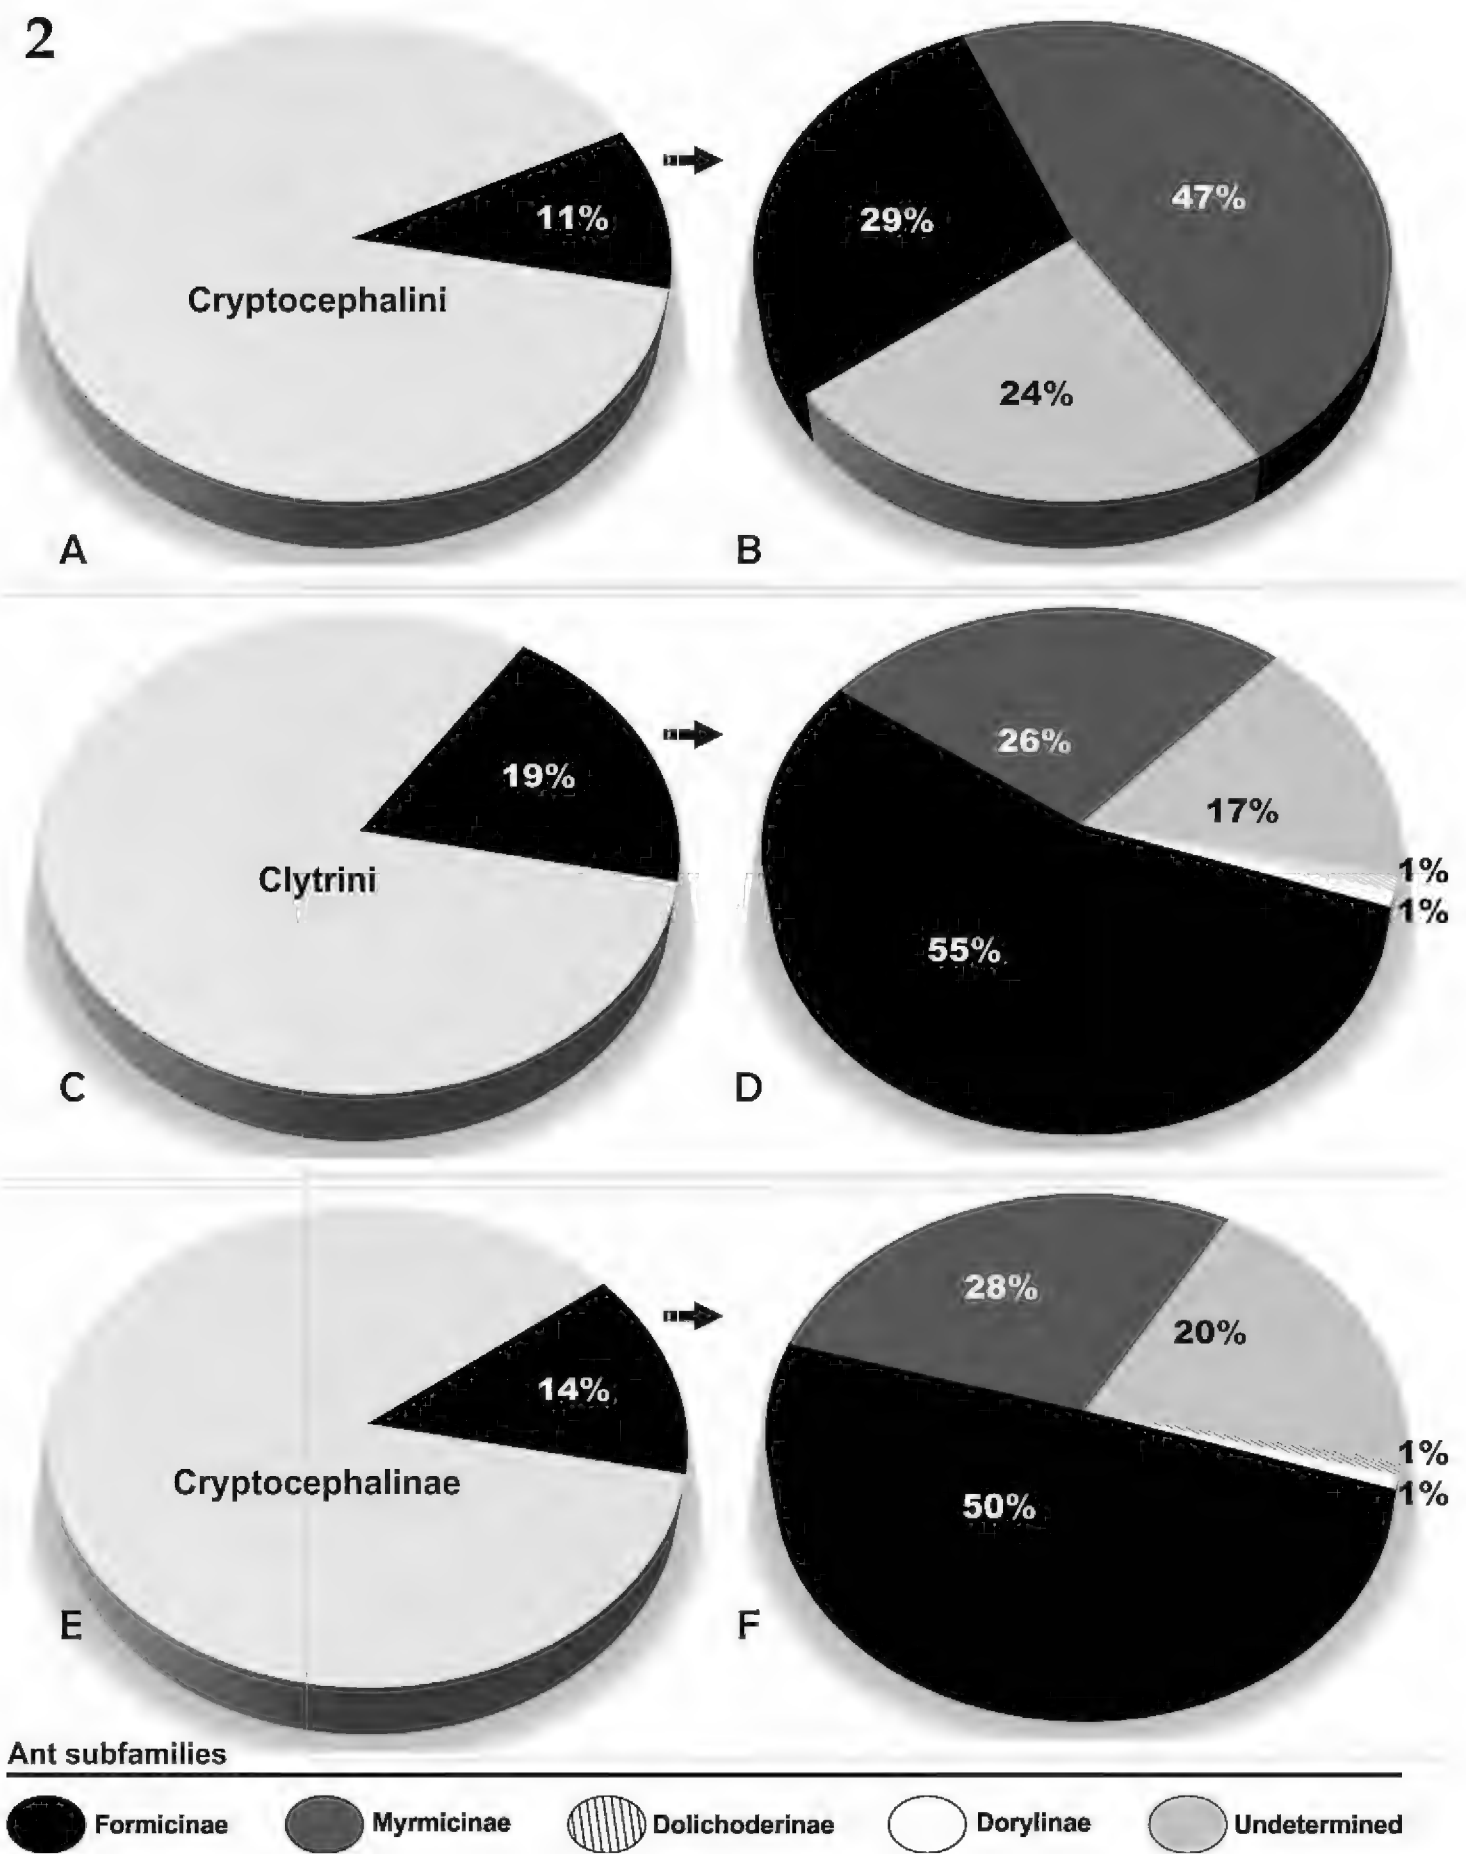 2
11%
Cryptocephalini
A
29%
47%
24%
B
19%
Clytrini
C
26%
17%
1%
1%
55%
D
14%
Cryptocephalinae
E
28%
20%
1%
1%
50%
F
Ant subfamilies
Formicinae Myrmicinae Dolichoderinae Dorylinae Undetermined